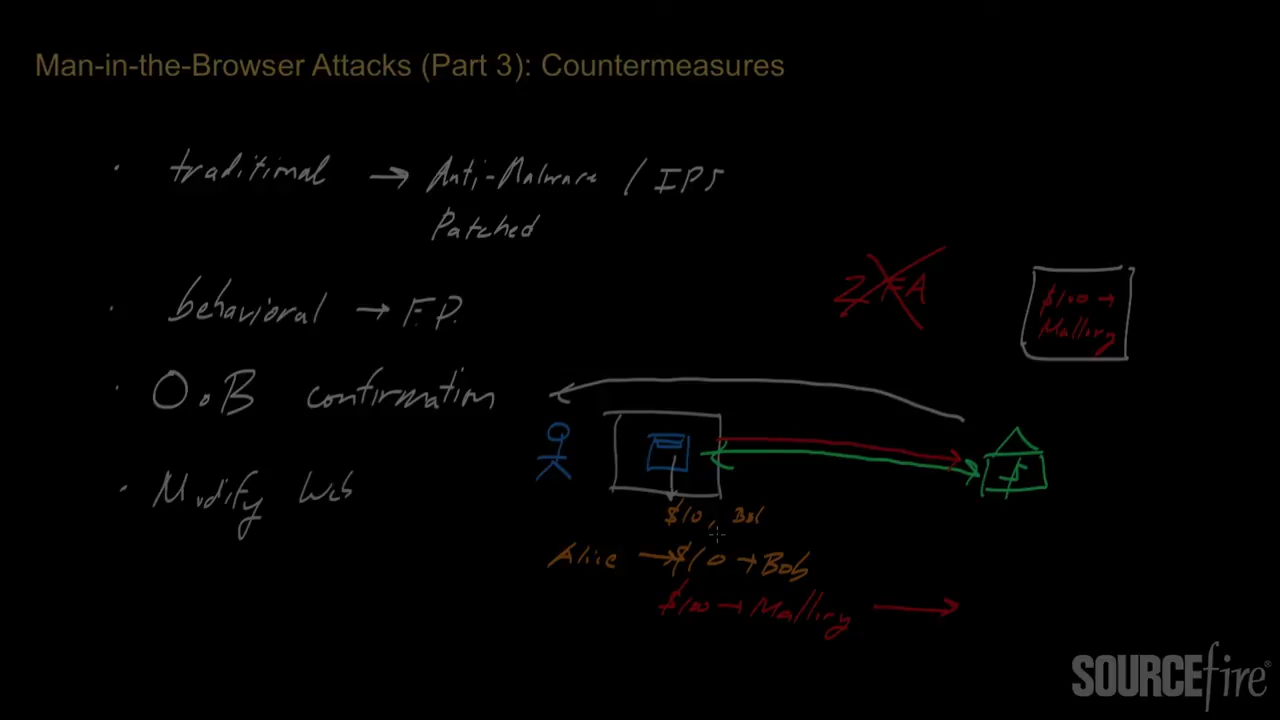 Man-in-the-Browser Attacks (Part 3): Countermeasures
• traditional → Anti-Malware / IPS
Patched
• behavioral → F.P.
2FA
$100 →
Mallory
• OoB confirmation
$
• Modify Web
$10, Bob
Alice → $10 → Bob
$100 → Mallory →
SOURCEfire®